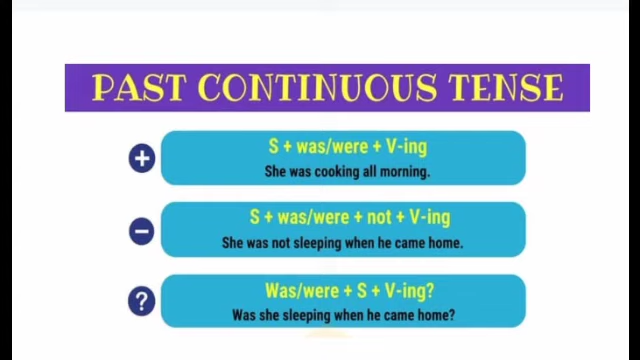 PAST CONTINUOUS TENSE
+ S + was/were + V-ing
She was cooking all morning.
− S + was/were + not + V-ing
She was not sleeping when he came home.
? Was/were + S + V-ing?
Was she sleeping when he came home?